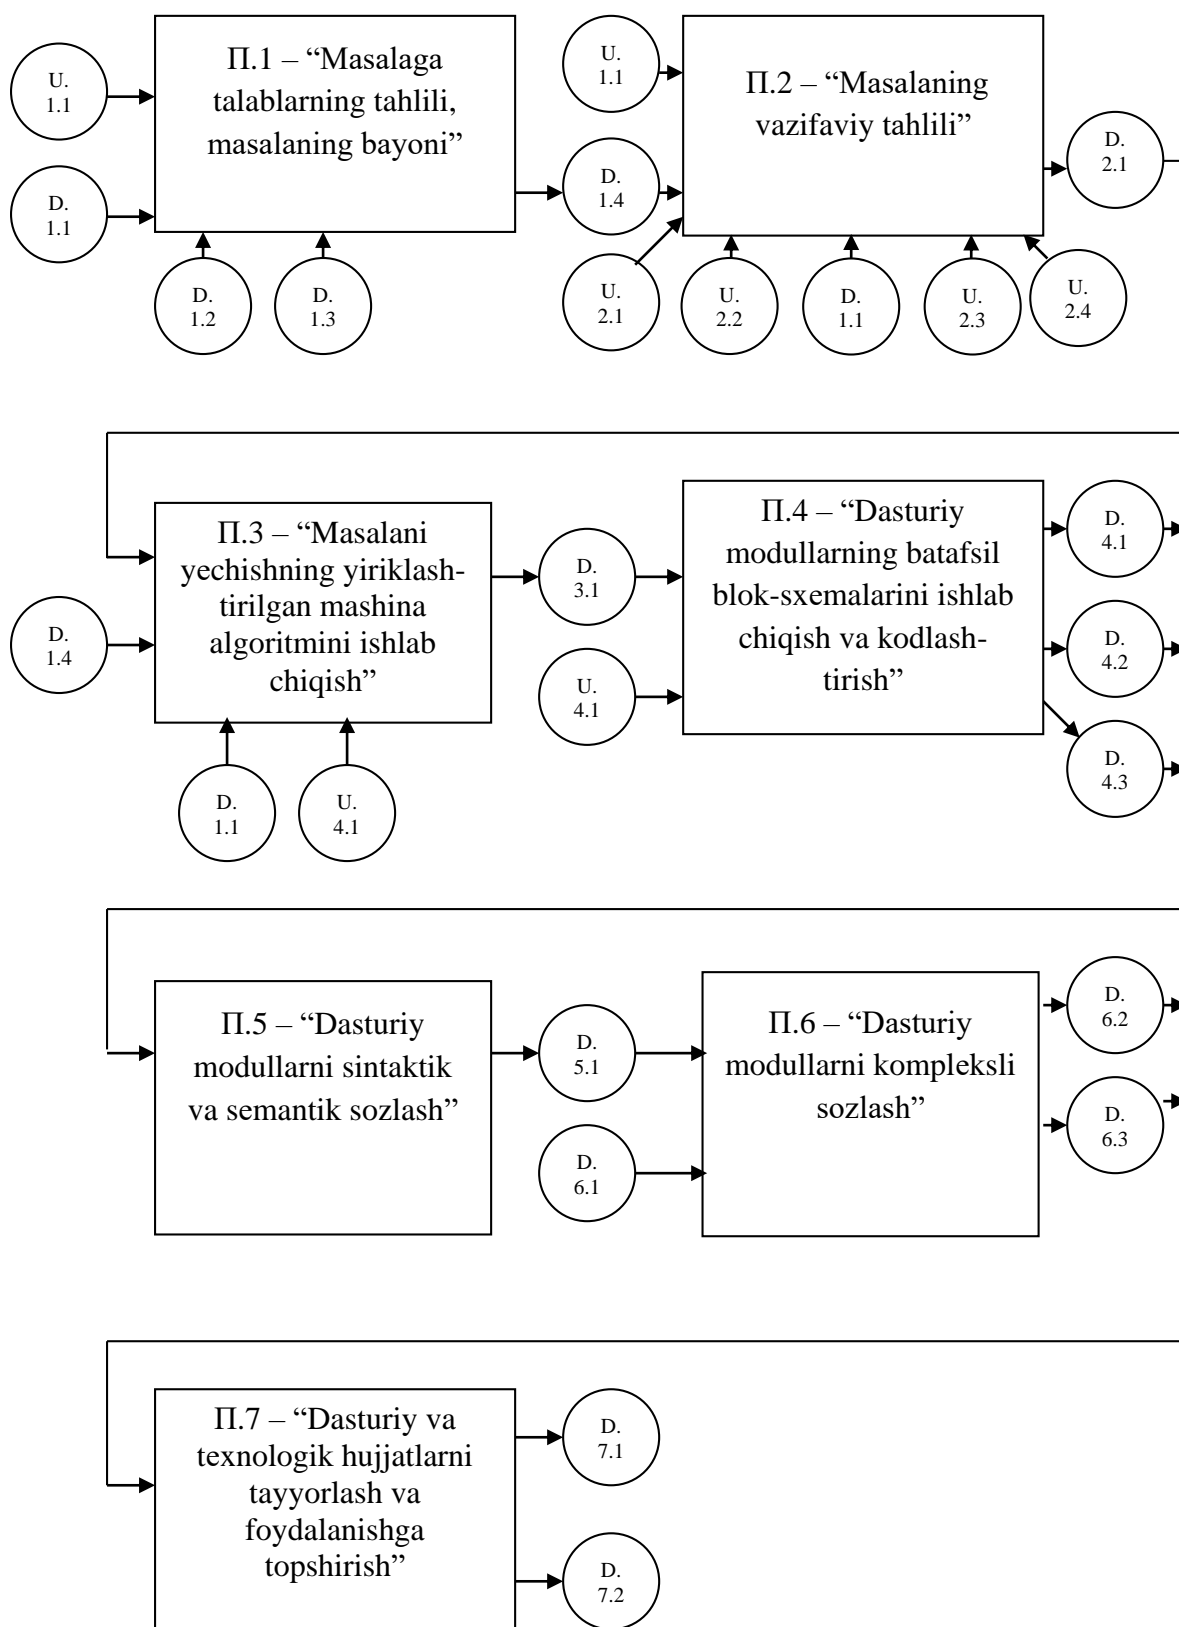 U.
1.1
П.1 – “Masalaga
talablarning tahlili,
masalaning bayoni”
U.
1.1
П.2 – “Masalaning
vazifaviy tahlili”
D.
2.1
D.
1.1
D.
1.4
D.
1.2
D.
1.3
U.
2.1
U.
2.2
D.
1.1
U.
2.3
U.
2.4
П.3 – “Masalani
yechishning yiriklash-
tirilgan mashina
algoritmini ishlab
chiqish”
D.
3.1
П.4 – “Dasturiy
modullarning batafsil
blok-sxemalarini ishlab
chiqish va kodlash-
tirish”
D.
4.1
D.
1.4
U.
4.1
D.
4.2
D.
4.3
D.
1.1
U.
4.1
П.5 – “Dasturiy
modullarni sintaktik
va semantik sozlash”
D.
5.1
П.6 – “Dasturiy
modullarni kompleksli
sozlash”
D.
6.2
D.
6.1
D.
6.3
П.7 – “Dasturiy va
texnologik hujjatlarni
tayyorlash va
foydalanishga
topshirish”
D.
7.1
D.
7.2